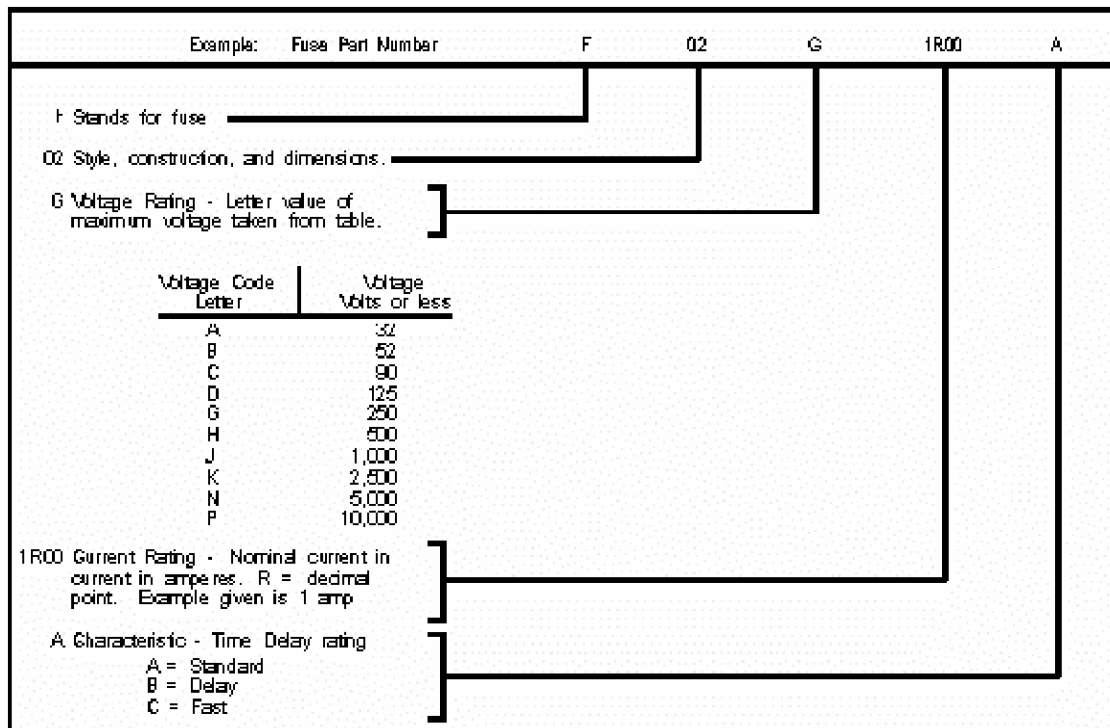 Example: Fuse Part Number F 02 G 1R00 A
F Stands for fuse
02 Style, construction, and dimensions.
G Voltage Rating - Letter value of
maximum voltage taken from table.
Voltage Code Voltage
Letter Volts or less
A 32
B 62
C 90
D 125
G 250
H 500
J 1,000
K 2,500
N 5,000
P 10,000
1R00 Current Rating - Nominal current in
current in amperes. R = decimal
point. Example given is 1 amp
A Characteristic - Time Delay rating
A = Standard
B = Delay
C = Fast